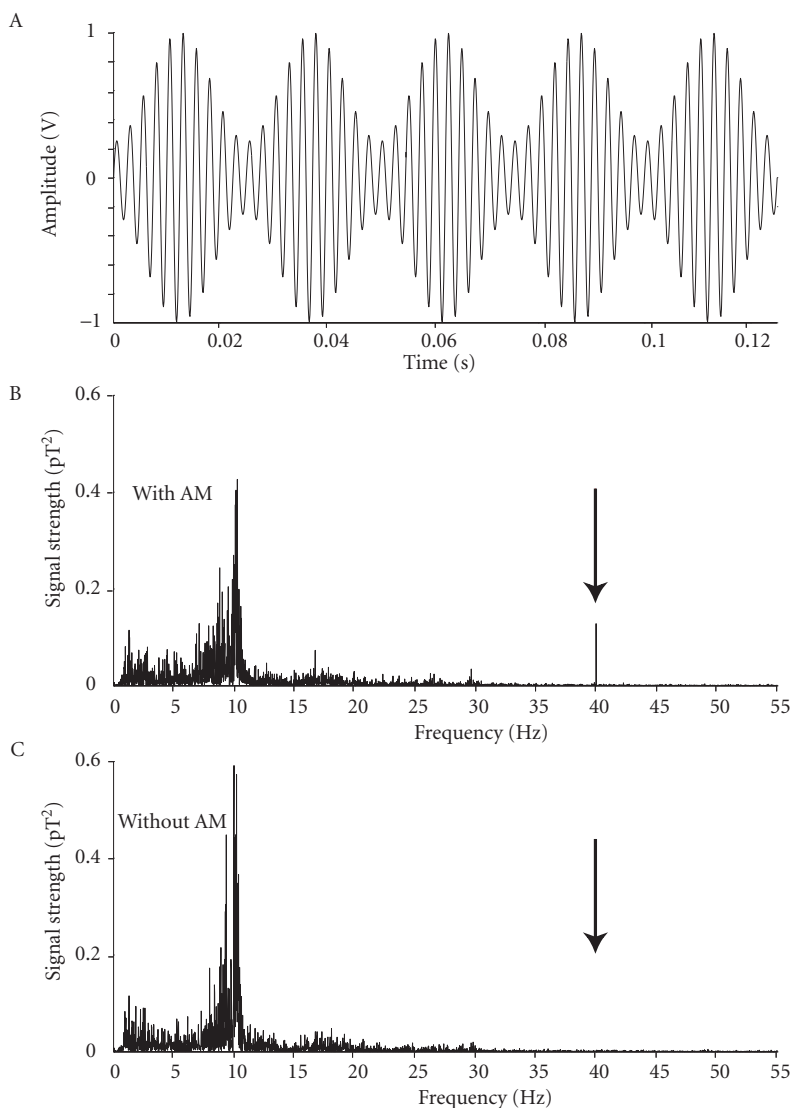 A
1
0
−1
Amplitude (V)
0 0.02 0.04 0.06 0.08 0.1 0.12
Time (s)
B
0.6
0.4
0.2
0
Signal strength (pT²)
With AM
0 5 10 15 20 25 30 35 40 45 50 55
Frequency (Hz)
C
0.6
0.4
0.2
0
Signal strength (pT²)
Without AM
0 5 10 15 20 25 30 35 40 45 50 55
Frequency (Hz)